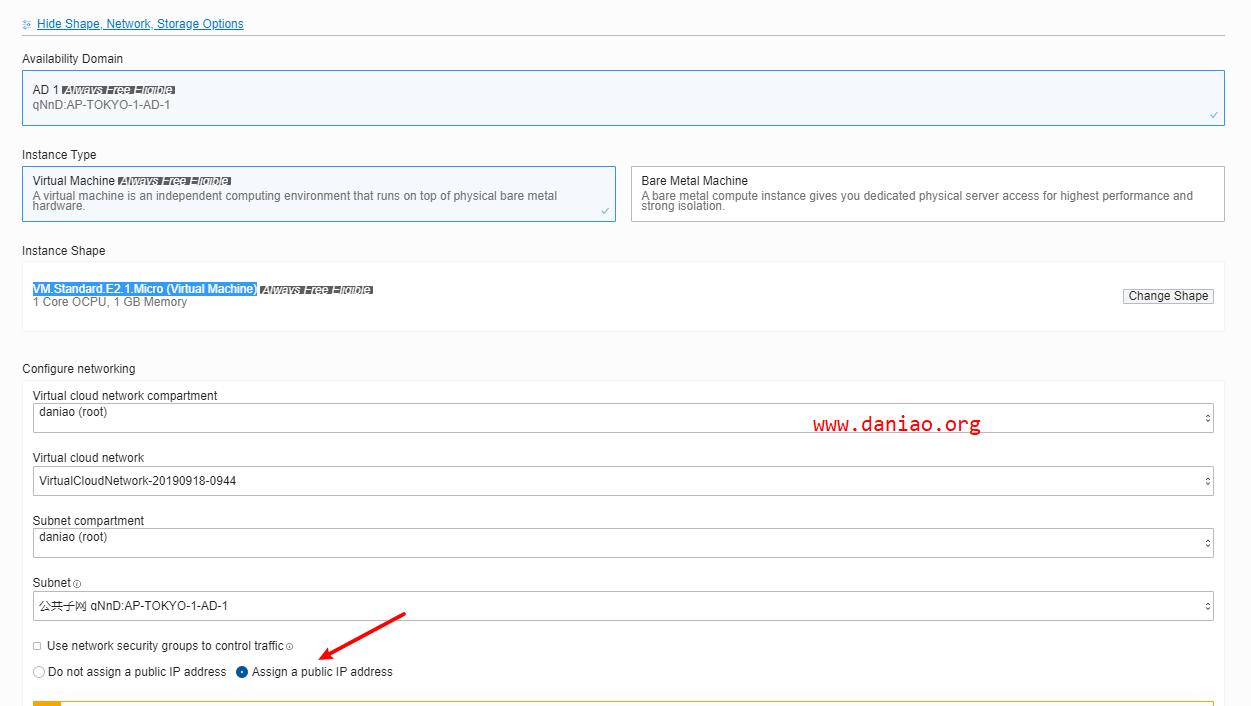 Hide Shape, Network, Storage Options
Availability Domain
AD 1 Always Free Eligible
qNnD:AP-TOKYO-1-AD-1
Instance Type
Virtual Machine Always Free Eligible
A virtual machine is an independent computing environment that runs on top of physical bare metal
hardware.
Bare Metal Machine
A bare metal compute instance gives you dedicated physical server access for highest performance and
strong isolation.
Instance Shape
VM.Standard.E2.1.Micro (Virtual Machine) Always Free Eligible
1 Core OCPU, 1 GB Memory
Change Shape
Configure networking
Virtual cloud network compartment
daniao (root)
www.daniao.org
Virtual cloud network
VirtualCloudNetwork-20190918-0944
Subnet compartment
daniao (root)
Subnet
公共子网 qNnD:AP-TOKYO-1-AD-1
Use network security groups to control traffic
Do not assign a public IP address
Assign a public IP address